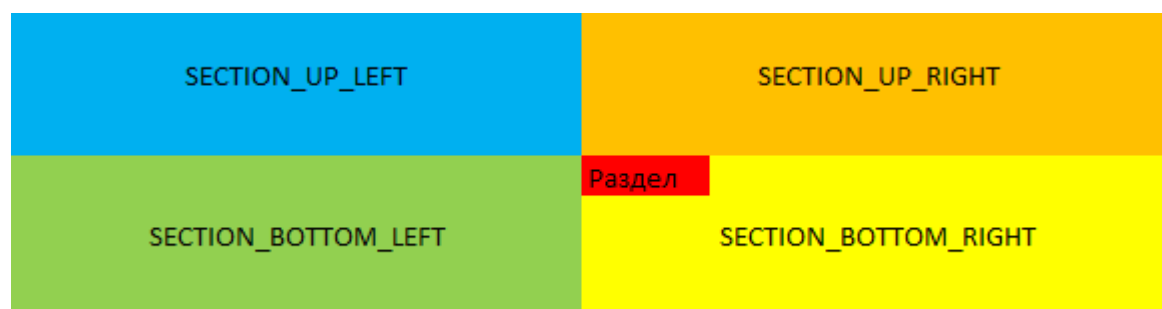 SECTION_UP_LEFT
SECTION_UP_RIGHT
Раздел
SECTION_BOTTOM_LEFT
SECTION_BOTTOM_RIGHT